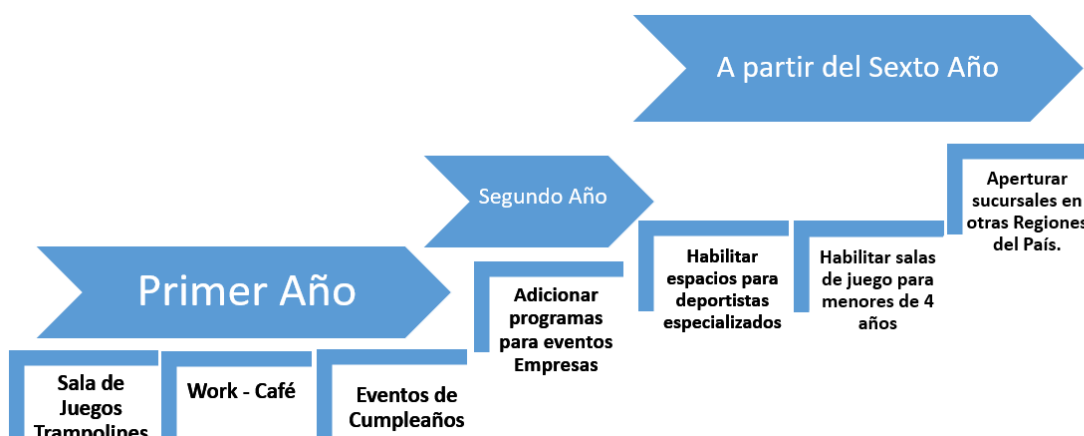 Primer Año
Sala de
Juegos
Trampolines
Work - Café
Eventos de
Cumpleaños
Segundo Año
Adicionar
programas
para eventos
Empresas
A partir del Sexto Año
Habilitar
espacios para
deportistas
especializados
Habilitar salas
de juego para
menores de 4
años
Aperturar
sucursales en
otras Regiones
del País.